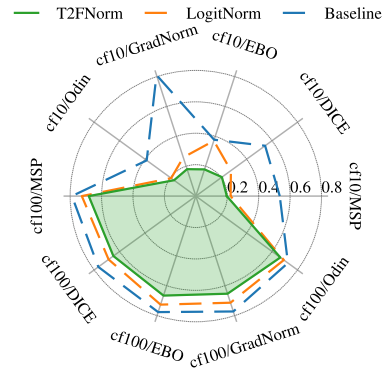 T2FNorm LogitNorm Baseline
cf10/GradNorm
cf10/EBO
cf10/Odin
cf10/DICE
cf100/MSP
0.2 0.4 0.6 0.8
cf10/MSP
cf100/DICE
cf100/Odin
cf100/EBO
cf100/GradNorm